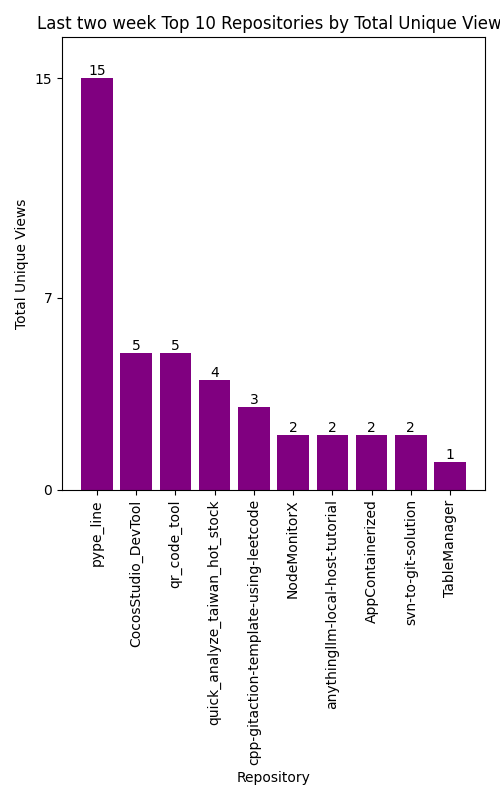 Last two week Top 10 Repositories by Total Unique View
15
7
0
Total Unique Views
15
5
5
4
3
2
2
2
2
1
pype_line
CocosStudio_DevTool
qr_code_tool
quick_analyze_taiwan_hot_stock
cpp-gitaction-template-using-leetcode
NodeMonitorX
anythingllm-local-host-tutorial
AppContainerized
svn-to-git-solution
TableManager
Repository